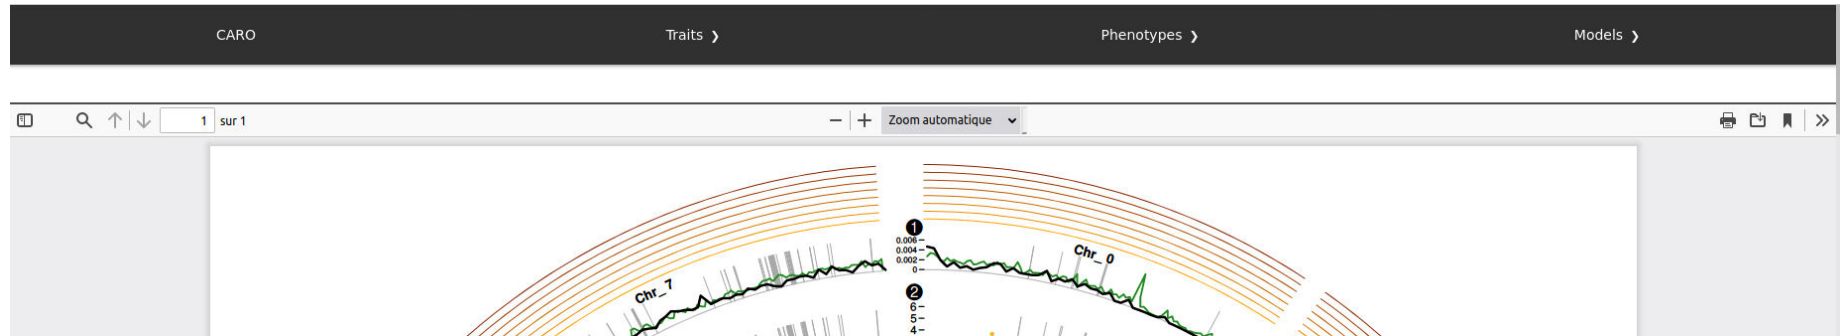 CARO Traits ❯ Phenotypes ❯ Models ❯
1 sur 1 Zoom automatique
1
0.006
0.004
0.002
0
Chr_0
Chr_7
2
6
5
4